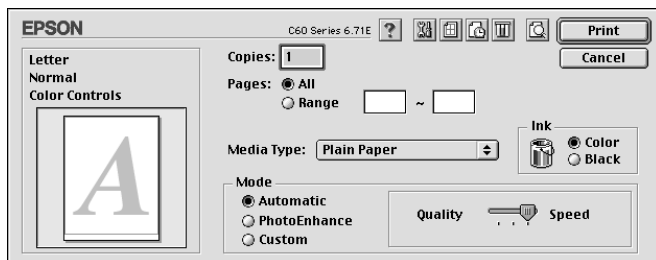 EPSON
C60 Series 6.71E
?
Print
Cancel
Letter
Normal
Color Controls
A
Copies: 1
Pages: All
Range ~
Media Type: Plain Paper
Ink
Color
Black
Mode
Automatic
PhotoEnhance
Custom
Quality Speed